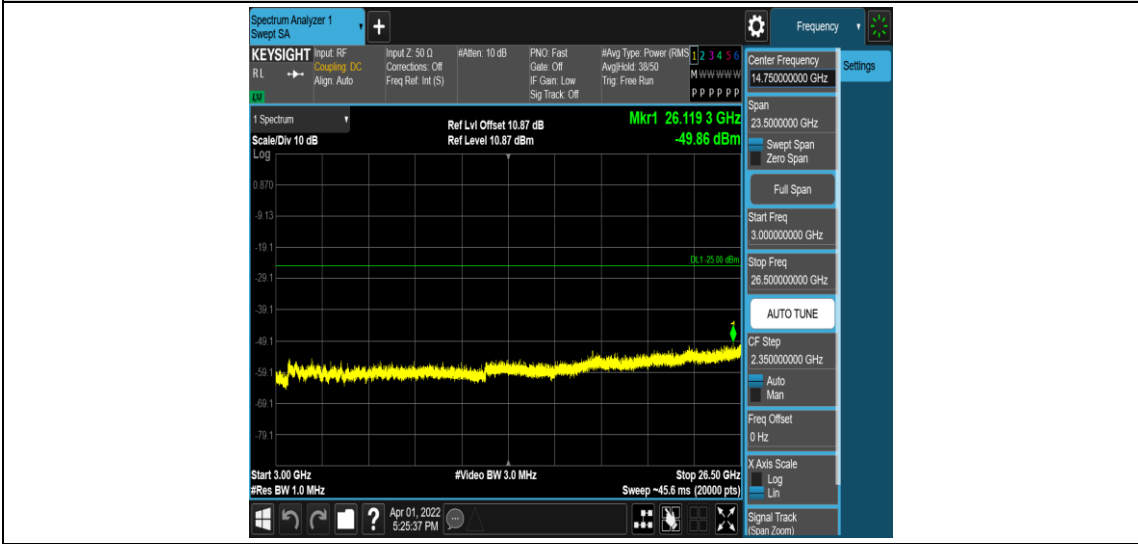 Spectrum Analyzer 1
Swept SA
+
Frequency
KEYSIGHT
RL
Input: RF
Coupling: DC
Align: Auto
Input Z: 50 Ω
Corrections: Off
Freq Ref: Int (S)
#Atten: 10 dB
PNO: Fast
Gate: Off
IF Gain: Low
Sig Track: Off
#Avg Type: Power (RMS
Avg|Hold: 38/50
Trig: Free Run
1 2 3 4 5 6
M W W W W W
P P P P P P
1 Spectrum
Scale/Div 10 dB
Log
Ref Lvl Offset 10.87 dB
Ref Level 10.87 dBm
Mkr1 26.119 3 GHz
-49.86 dBm
0.870
-9.13
-19.1
DL1 -25.00 dBm
-29.1
-39.1
1
-49.1
-59.1
-69.1
-79.1
Start 3.00 GHz
#Video BW 3.0 MHz
Stop 26.50 GHz
#Res BW 1.0 MHz
Sweep ~45.6 ms (20000 pts)
?
Apr 01, 2022
5:25:37 PM
Center Frequency
14.750000000 GHz
Settings
Span
23.5000000 GHz
Swept Span
Zero Span
Full Span
Start Freq
3.000000000 GHz
Stop Freq
26.500000000 GHz
AUTO TUNE
CF Step
2.350000000 GHz
Auto
Man
Freq Offset
0 Hz
X Axis Scale
Log
Lin
Signal Track
(Span Zoom)